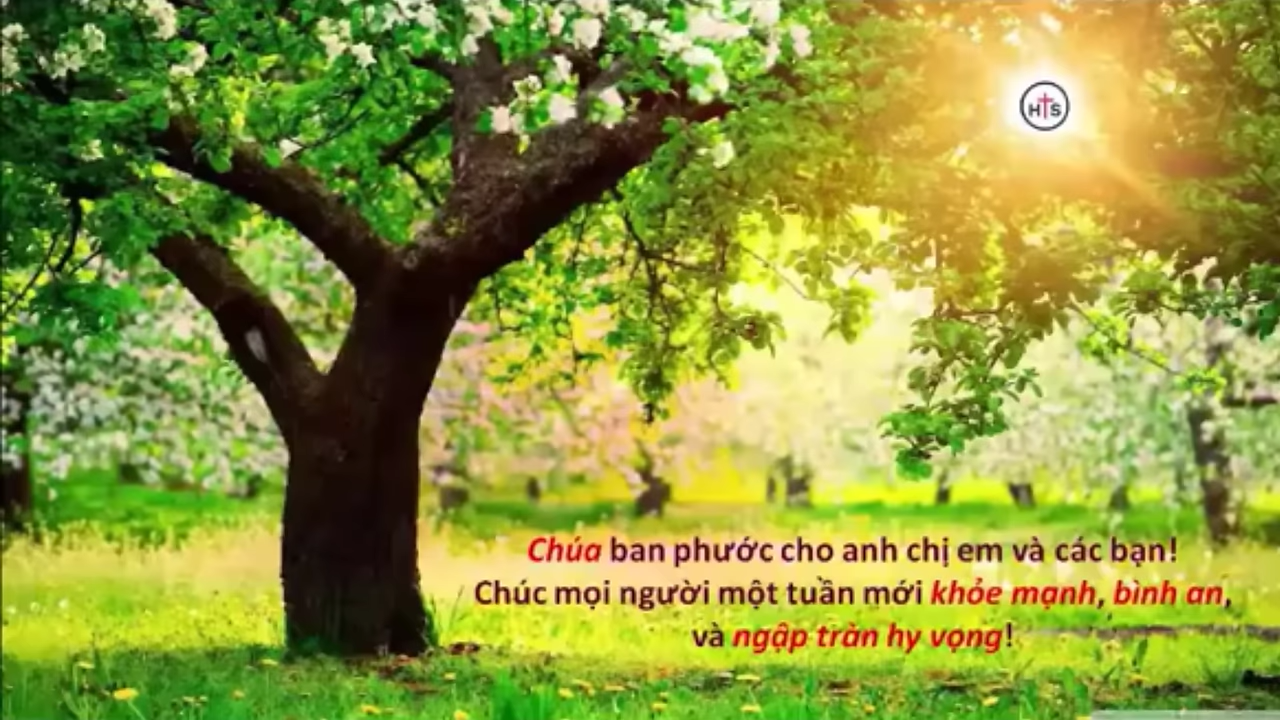 HTS
Chúa ban phước cho anh chị em và các bạn!
Chúc mọi người một tuần mới khỏe mạnh, bình an,
và ngập tràn hy vọng!